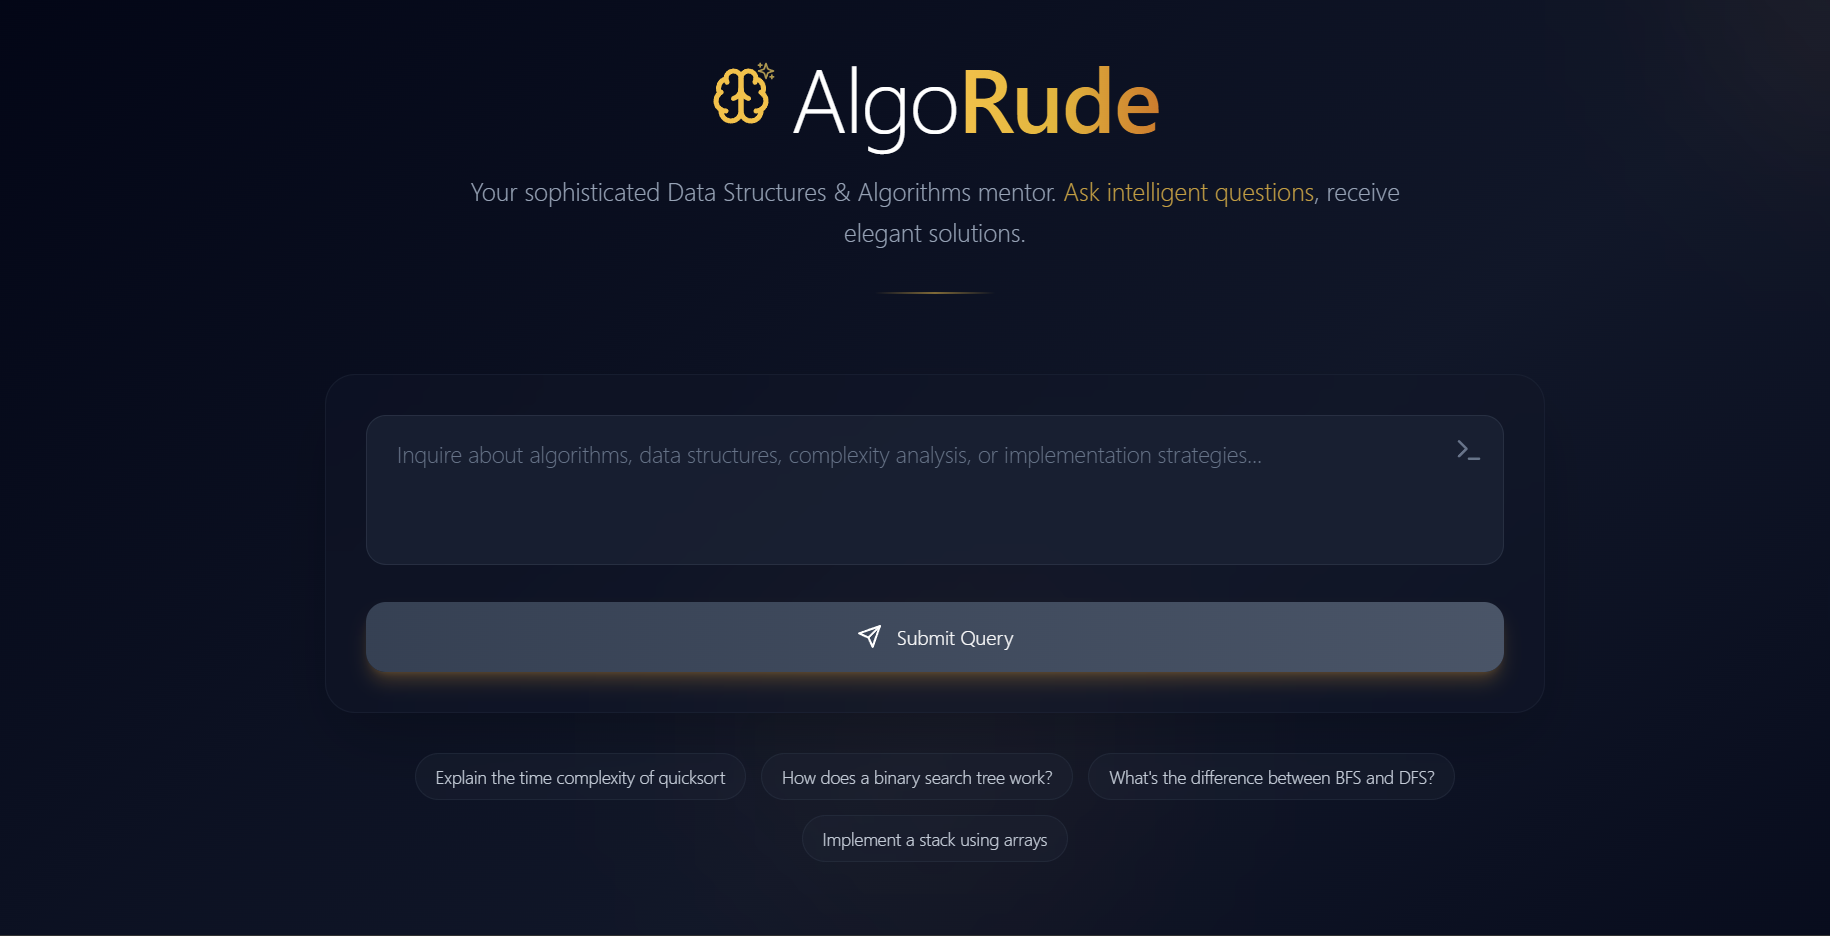 AlgoRude
Your sophisticated Data Structures & Algorithms mentor. Ask intelligent questions, receive
elegant solutions.
Inquire about algorithms, data structures, complexity analysis, or implementation strategies...
Submit Query
Explain the time complexity of quicksort
How does a binary search tree work?
What's the difference between BFS and DFS?
Implement a stack using arrays